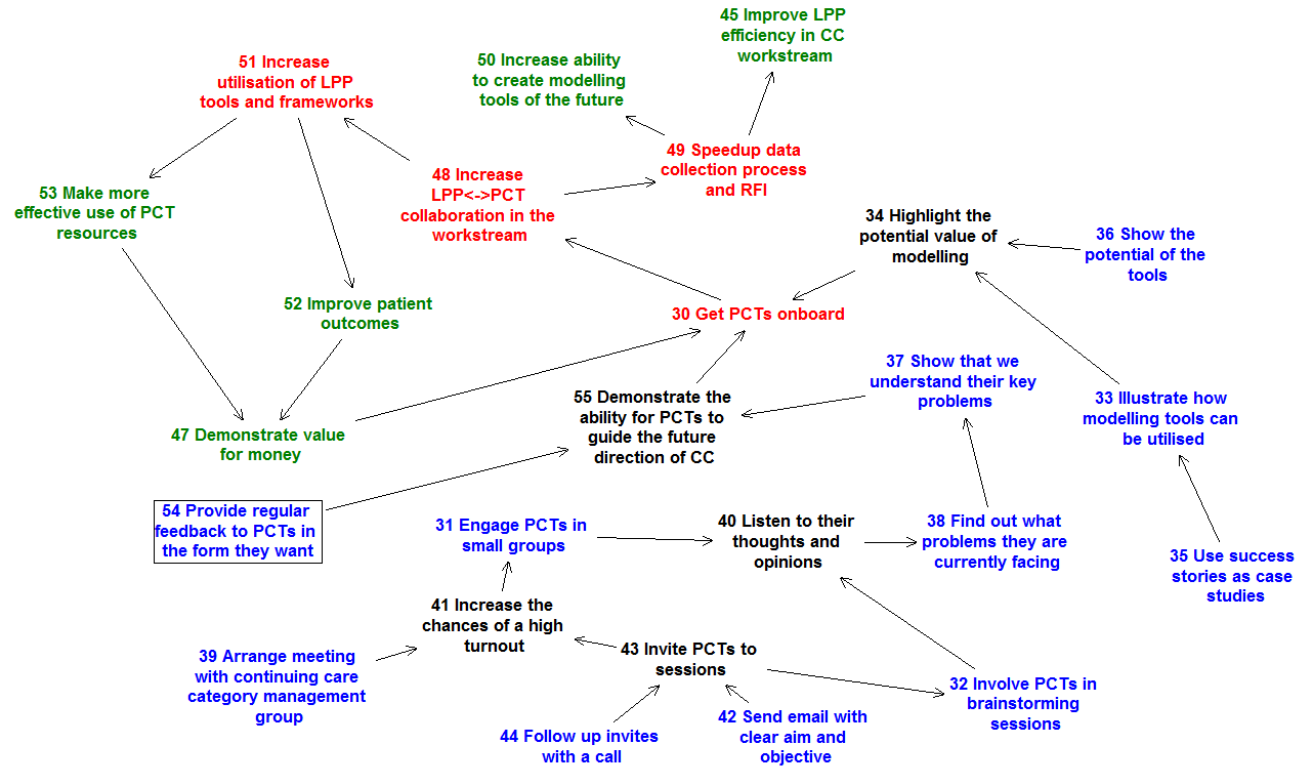 45 Improve LPP
efficiency in CC
workstream
51 Increase
utilisation of LPP
tools and frameworks
50 Increase ability
to create modelling
tools of the future
49 Speedup data
collection process
and RFI
48 Increase
LPP<->PCT
collaboration in the
workstream
53 Make more
effective use of PCT
resources
34 Highlight the
potential value of
modelling
36 Show the
potential of the
tools
52 Improve patient
outcomes
30 Get PCTs onboard
37 Show that we
understand their key
problems
55 Demonstrate the
ability for PCTs to
guide the future
direction of CC
33 Illustrate how
modelling tools can
be utilised
47 Demonstrate value
for money
54 Provide regular
feedback to PCTs in
the form they want
31 Engage PCTs in
small groups
40 Listen to their
thoughts and
opinions
38 Find out what
problems they are
currently facing
35 Use success
stories as case
studies
41 Increase the
chances of a high
turnout
39 Arrange meeting
with continuing care
category management
group
43 Invite PCTs to
sessions
32 Involve PCTs in
brainstorming
sessions
44 Follow up invites
with a call
42 Send email with
clear aim and
objective